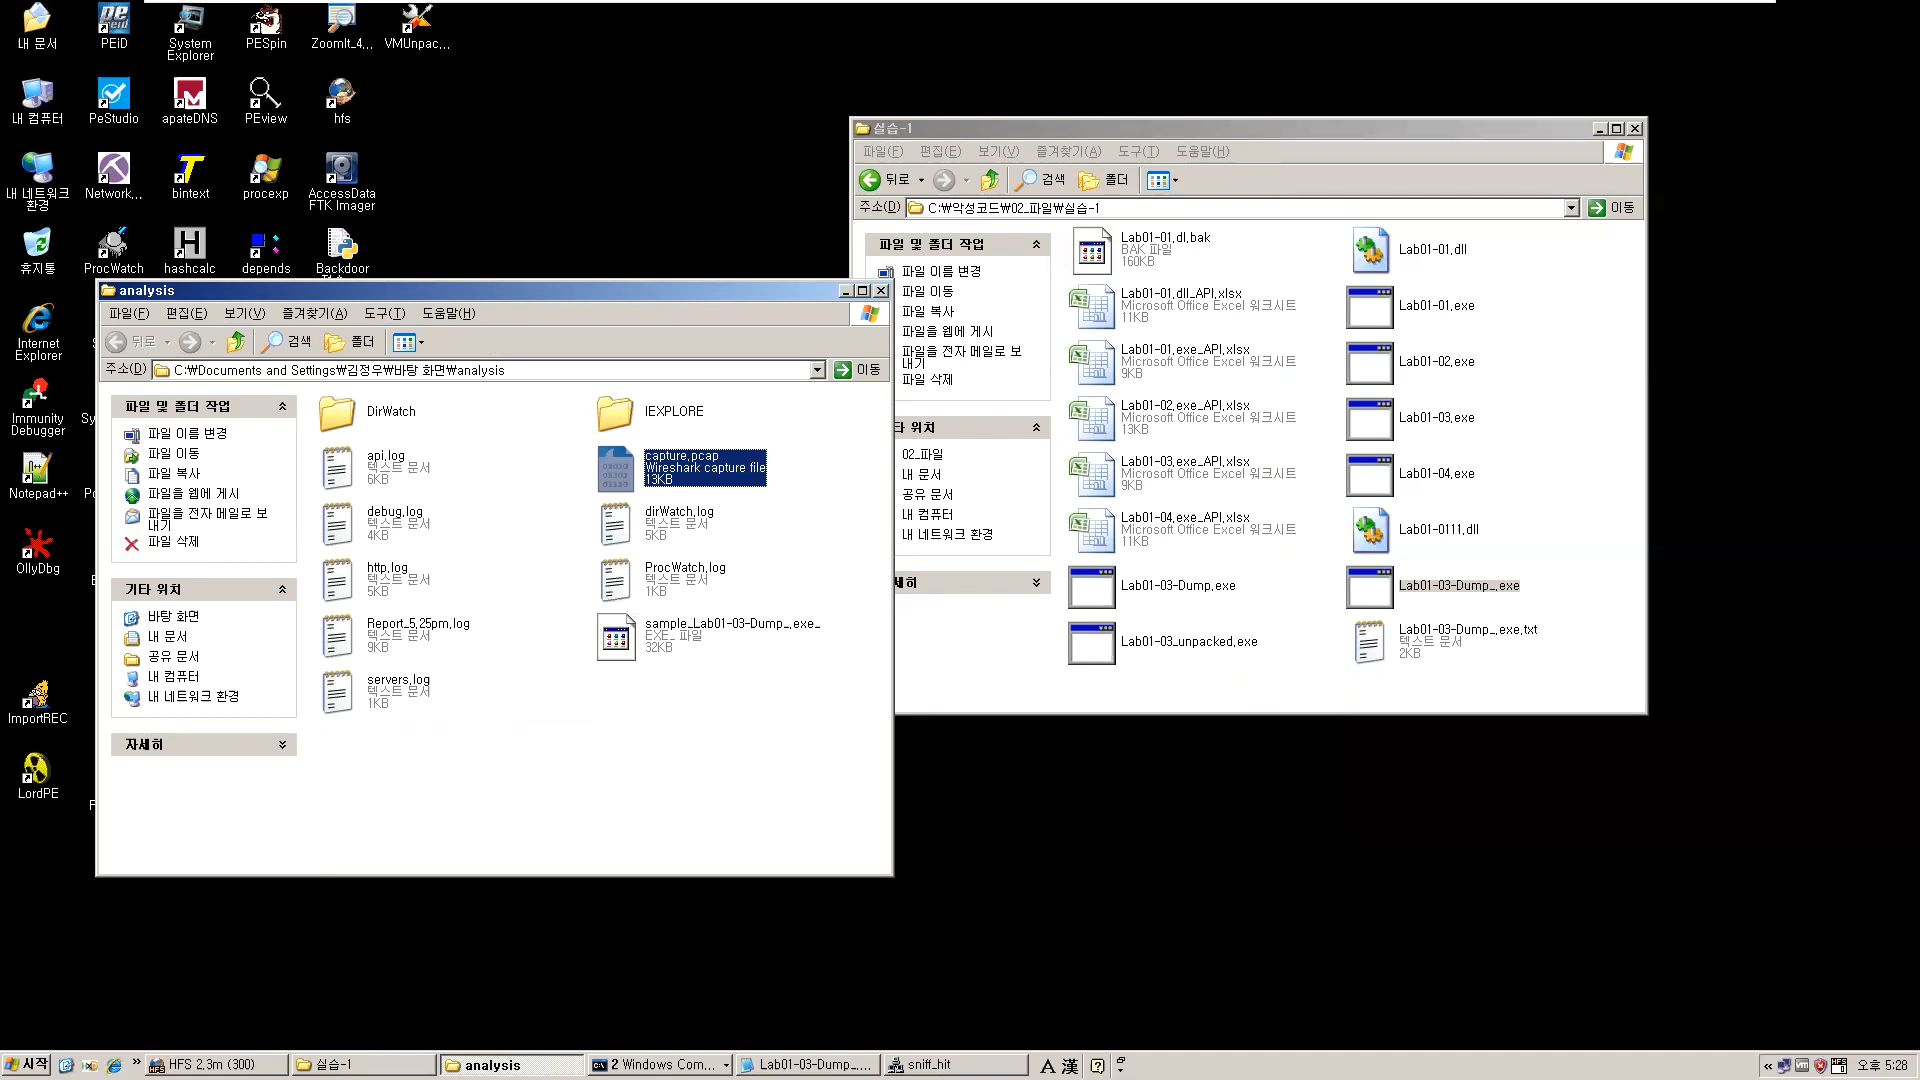 내 문서
PEiD
System
Explorer
PESpin
ZoomIt_4,,,
VMUnpac,,,
내 컴퓨터
PeStudio
apateDNS
PEview
hfs
내 네트워크
환경
Network,,,
bintext
procexp
AccessData
FTK Imager
휴지통
ProcWatch
hashcalc
depends
Backdoor
Internet
Explorer
Immunity
Debugger
Notepad++
OllyDbg
ImportREC
LordPE
실습-1
파일(F) 편집(E) 보기(V) 즐겨찾기(A) 도구(T) 도움말(H)
뒤로 검색 폴더
주소(D) C:₩악성코드₩02_파일₩실습-1 이동
파일 및 폴더 작업
파일 이름 변경
파일 이동
파일 복사
파일을 웹에 게시
파일을 전자 메일로 보
내기
파일 삭제
타 위치
02_파일
내 문서
공유 문서
내 컴퓨터
내 네트워크 환경
세히
Lab01-01,dl,bak
BAK 파일
160KB
Lab01-01,dll
Lab01-01,dll_API,xlsx
Microsoft Office Excel 워크시트
11KB
Lab01-01,exe
Lab01-01,exe_API,xlsx
Microsoft Office Excel 워크시트
9KB
Lab01-02,exe
Lab01-02,exe_API,xlsx
Microsoft Office Excel 워크시트
13KB
Lab01-03,exe
Lab01-03,exe_API,xlsx
Microsoft Office Excel 워크시트
9KB
Lab01-04,exe
Lab01-04,exe_API,xlsx
Microsoft Office Excel 워크시트
11KB
Lab01-0111,dll
Lab01-03-Dump,exe
Lab01-03-Dump_,exe
Lab01-03_unpacked,exe
Lab01-03-Dump_,exe,txt
텍스트 문서
2KB
analysis
파일(F) 편집(E) 보기(V) 즐겨찾기(A) 도구(T) 도움말(H)
뒤로 검색 폴더
주소(D) C:₩Documents and Settings₩김정우₩바탕 화면₩analysis 이동
파일 및 폴더 작업
파일 이름 변경
파일 이동
파일 복사
파일을 웹에 게시
파일을 전자 메일로 보
내기
파일 삭제
기타 위치
바탕 화면
내 문서
공유 문서
내 컴퓨터
내 네트워크 환경
자세히
DirWatch
IEXPLORE
api,log
텍스트 문서
6KB
capture,pcap
Wireshark capture file
13KB
debug,log
텍스트 문서
4KB
dirWatch,log
텍스트 문서
5KB
http,log
텍스트 문서
5KB
ProcWatch,log
텍스트 문서
1KB
Report_5,25pm,log
텍스트 문서
9KB
sample_Lab01-03-Dump_,exe_
EXE_ 파일
32KB
servers,log
텍스트 문서
1KB
시작 HFS 2,3m (300) 실습-1 analysis 2 Windows Com,,, Lab01-03-Dump_,,,, sniff_hit A 漢 오후 5:28